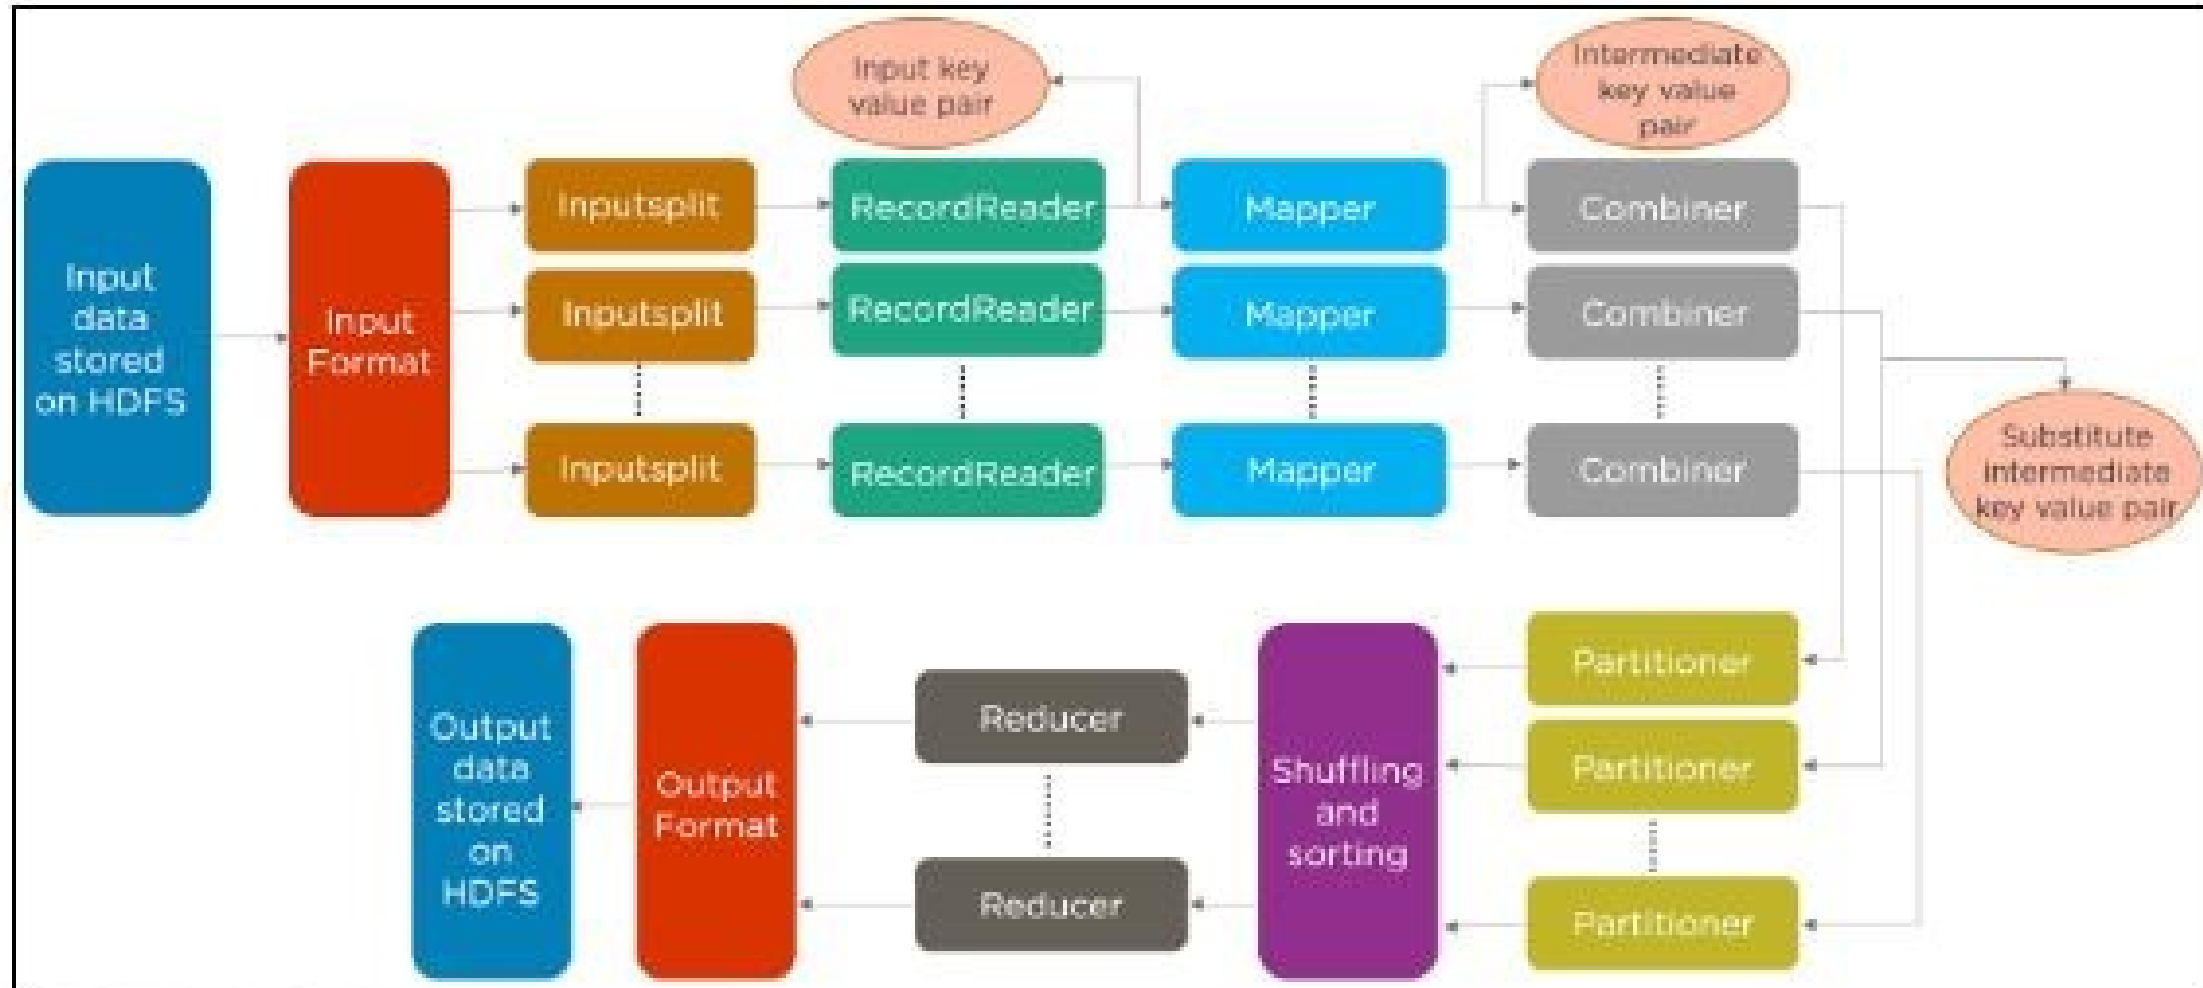 Input key
value pair
Intermediate
key value
pair
Input
data
stored
on HDFS
Input
Format
Inputsplit
RecordReader
Mapper
Combiner
Inputsplit
RecordReader
Mapper
Combiner
Inputsplit
RecordReader
Mapper
Combiner
Substitute
intermediate
key value pair
Output
data
stored
on
HDFS
Output
Format
Reducer
Reducer
Shuffling
and
sorting
Partitioner
Partitioner
Partitioner